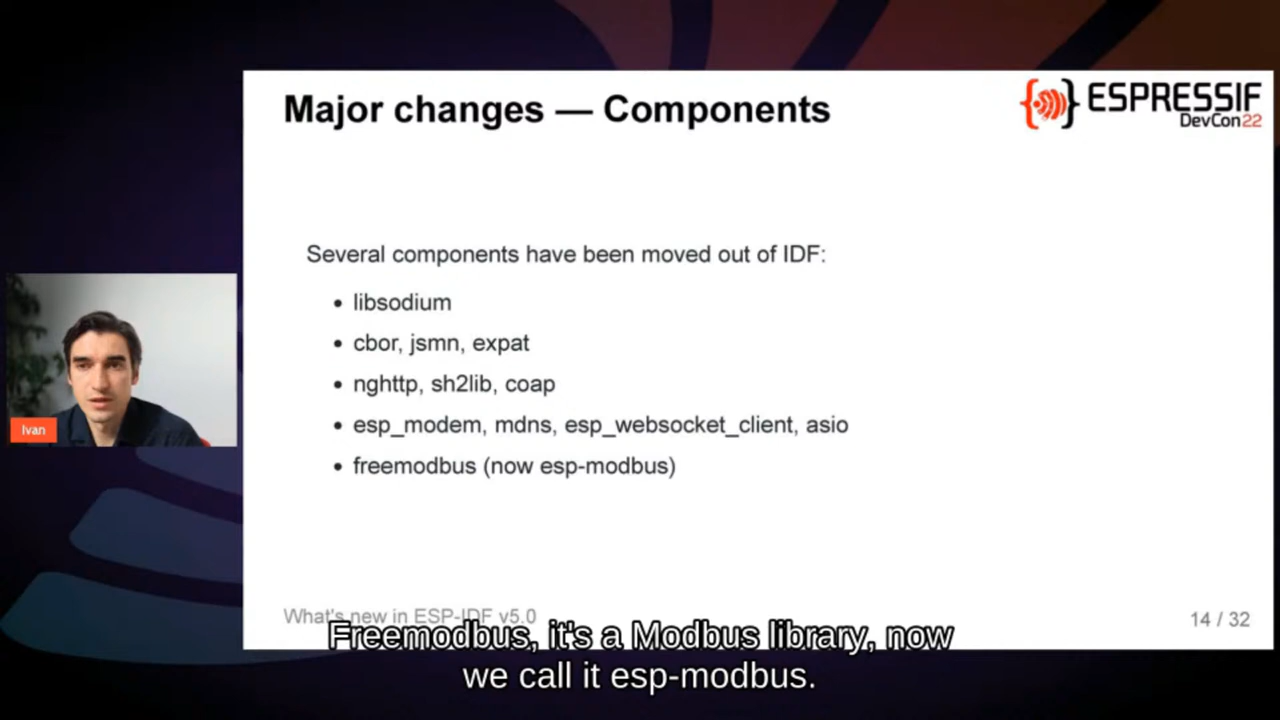 Major changes — Components
ESPRESSIF
DevCon22
Several components have been moved out of IDF:
• libsodium
• cbor, jsmn, expat
• nghttp, sh2lib, coap
• esp_modem, mdns, esp_websocket_client, asio
• freemodbus (now esp-modbus)
Ivan
What's new in ESP-IDF v5.0
14 / 32
Freemodbus, it's a Modbus library, now
we call it esp-modbus.